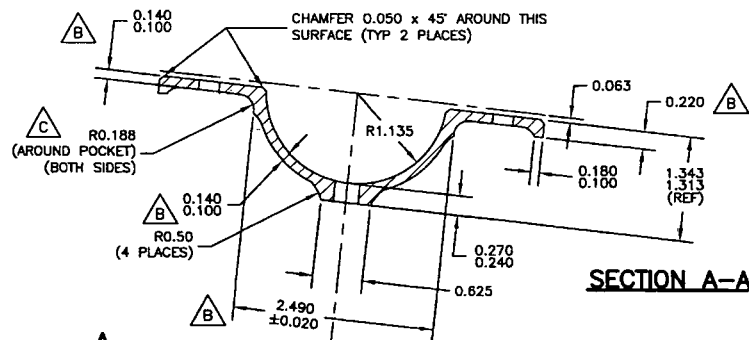 B
0.140
0.100
CHAMFER 0.050 x 45° AROUND THIS
SURFACE (TYP 2 PLACES)
0.063
0.220
B
C
R0.188
(AROUND POCKET)
(BOTH SIDES)
R1.135
0.180
0.100
1.343
1.313
(REF)
B
0.140
0.100
R0.50
(4 PLACES)
0.270
0.240
0.625
SECTION A-A
B
2.490
±0.020